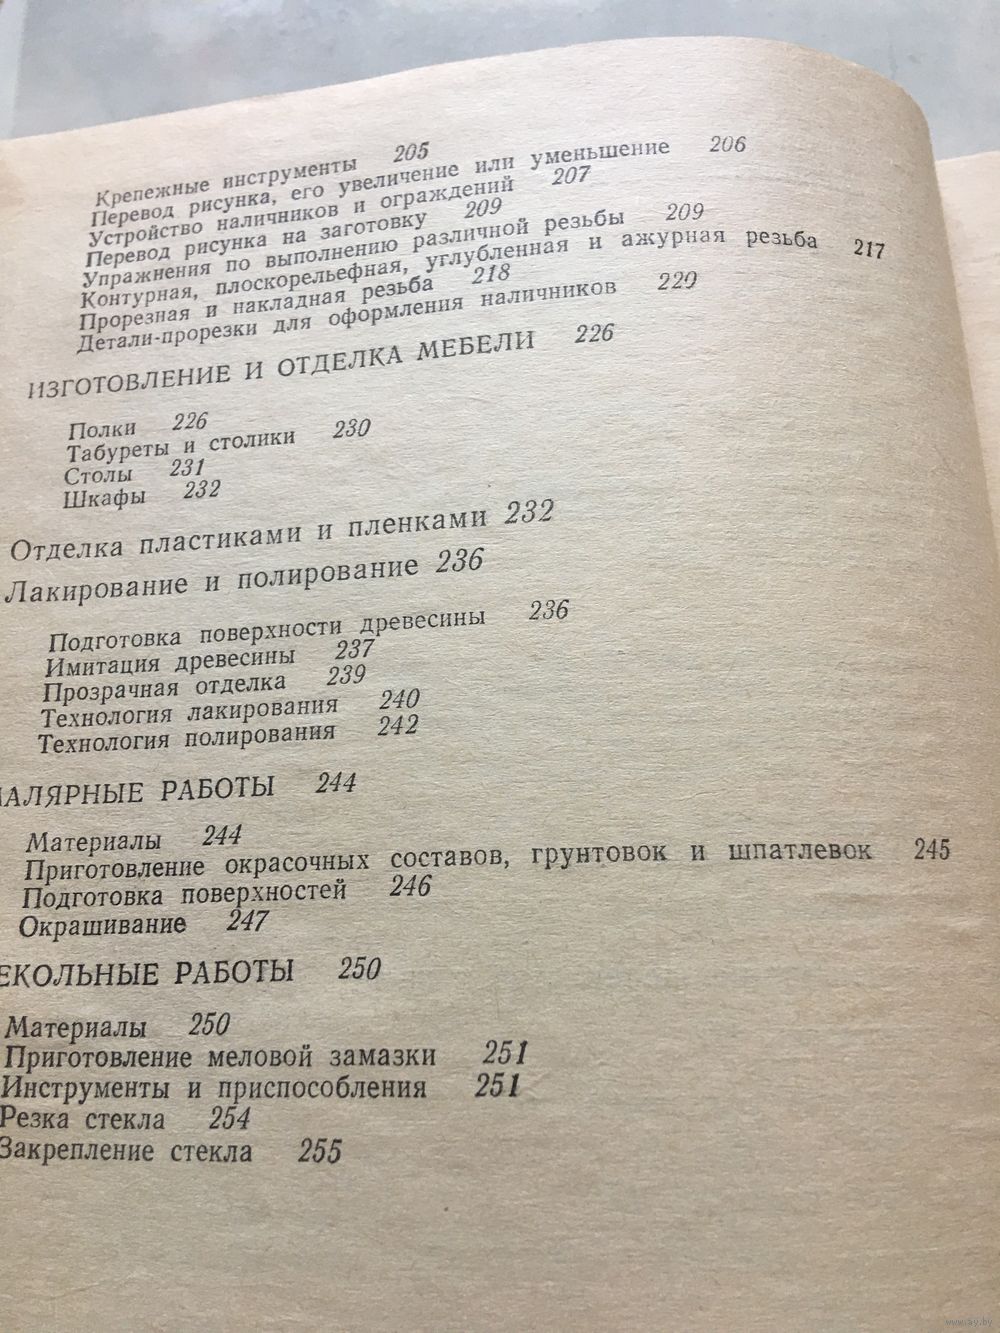 Крепежные инструменты 205
Перевод рисунка, его увеличение или уменьшение 206
Устройство наличников и ограждений 207
Перевод рисунка на заготовку 209
Упражнения по выполнению различной резьбы 209
Контурная, плоскорельефная, углубленная и ажурная резьба 217
Прорезная и накладная резьба 218
Детали-прорезки для оформления наличников 220
ИЗГОТОВЛЕНИЕ И ОТДЕЛКА МЕБЕЛИ 226
Полки 226
Табуреты и столики 230
Столы 231
Шкафы 232
Отделка пластиками и пленками 232
Лакирование и полирование 236
Подготовка поверхности древесины 236
Имитация древесины 237
Прозрачная отделка 239
Технология лакирования 240
Технология полирования 242
АЛЯРНЫЕ РАБОТЫ 244
Материалы 244
Приготовление окрасочных составов, грунтовок и шпатлевок 245
Подготовка поверхностей 246
Окрашивание 247
ЕКОЛЬНЫЕ РАБОТЫ 250
Материалы 250
Приготовление меловой замазки 251
Инструменты и приспособления 251
Резка стекла 254
Закрепление стекла 255
www.ay.by